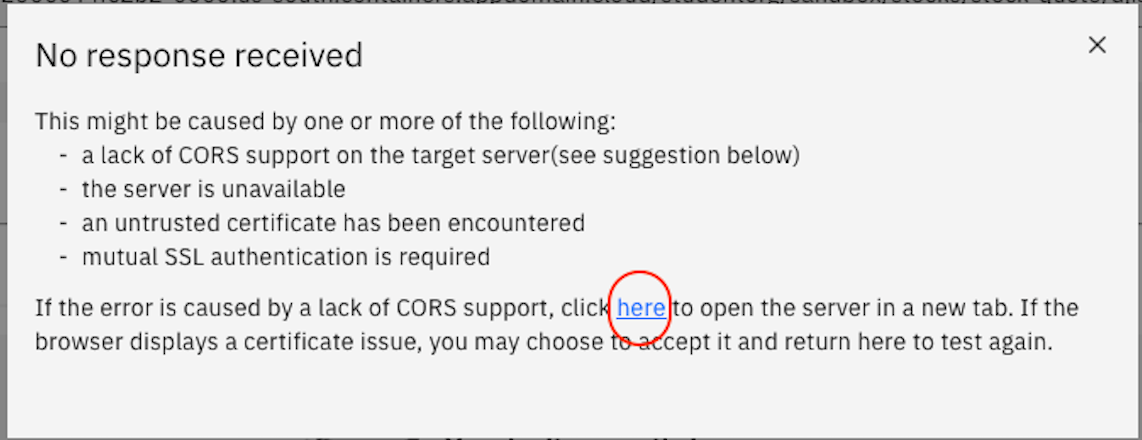 No response received
This might be caused by one or more of the following:
- a lack of CORS support on the target server(see suggestion below)
- the server is unavailable
- an untrusted certificate has been encountered
- mutual SSL authentication is required
If the error is caused by a lack of CORS support, click here to open the server in a new tab. If the
browser displays a certificate issue, you may choose to accept it and return here to test again.